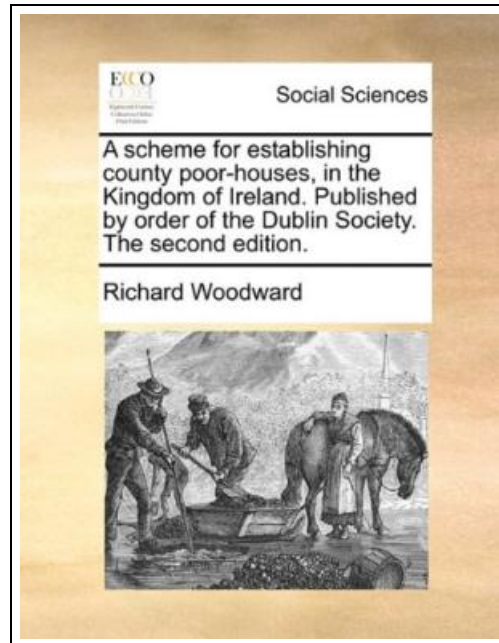 ECCO
Social Sciences
A scheme for establishing
county poor-houses, in the
Kingdom of Ireland. Published
by order of the Dublin Society.
The second edition.
Richard Woodward